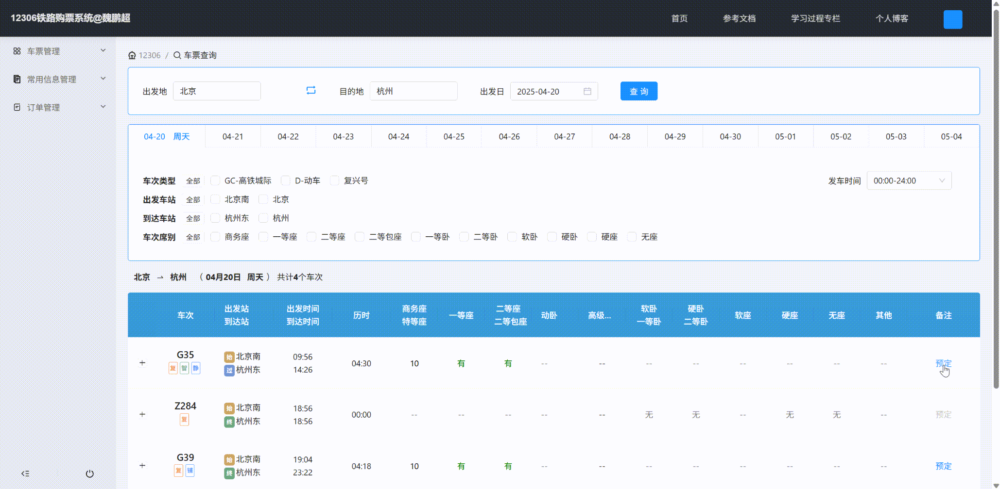 12306铁路购票系统@魏鹏超
首页 参考文档 学习过程专栏 个人博客
车票管理
常用信息管理
订单管理
12306 / 车票查询
出发地 北京 目的地 杭州 出发日 2025-04-20 查 询
04-20 周天 04-21 04-22 04-23 04-24 04-25 04-26 04-27 04-28 04-29 04-30 05-01 05-02 05-03 05-04
车次类型 全部 GC-高铁城际 D-动车 复兴号 发车时间 00:00-24:00
出发车站 全部 北京南 北京
到达车站 全部 杭州东 杭州
车次席别 全部 商务座 一等座 二等座 二等包座 一等卧 二等卧 软卧 硬卧 硬座 无座
北京 → 杭州 （ 04月20日 周天 ） 共计4个车次
车次 出发站 到达站 出发时间 到达时间 历时 商务座 特等座 一等座 二等座 二等包座 动卧 高级... 软卧 一等卧 硬卧 二等卧 软座 硬座 无座 其他 备注
G35 始 北京南 09:56 04:30 10 有 有 -- -- -- -- -- -- -- -- 预定
复 智 静 过 杭州东 14:26
Z284 始 北京南 18:56 00:00 -- -- -- -- -- 无 无 -- 无 无 -- 预定
复 终 杭州东 18:56
G39 始 北京南 19:04 04:18 10 有 有 -- -- -- -- -- -- -- -- 预定
复 铺 终 杭州东 23:22